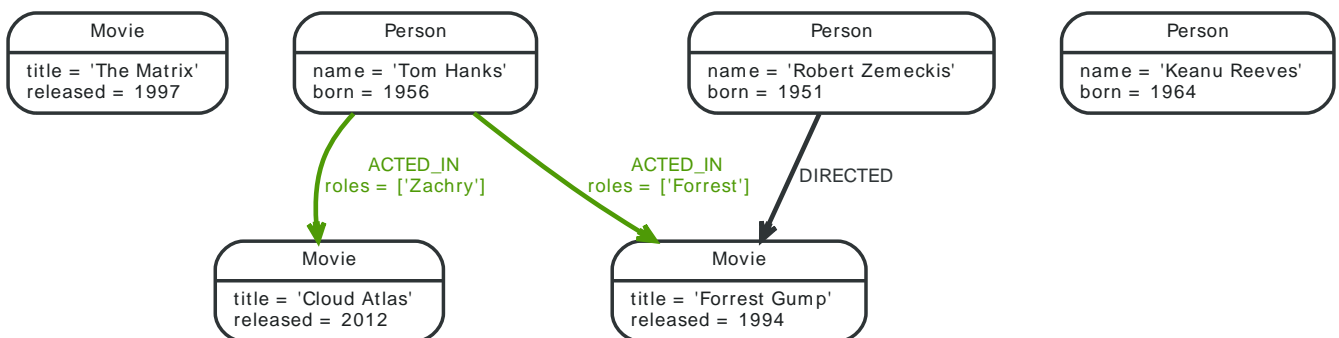 Movie
title = 'The Matrix'
released = 1997
Person
name = 'Tom Hanks'
born = 1956
Person
name = 'Robert Zemeckis'
born = 1951
Person
name = 'Keanu Reeves'
born = 1964
ACTED_IN
roles = ['Zachry']
ACTED_IN
roles = ['Forrest']
DIRECTED
Movie
title = 'Cloud Atlas'
released = 2012
Movie
title = 'Forrest Gump'
released = 1994